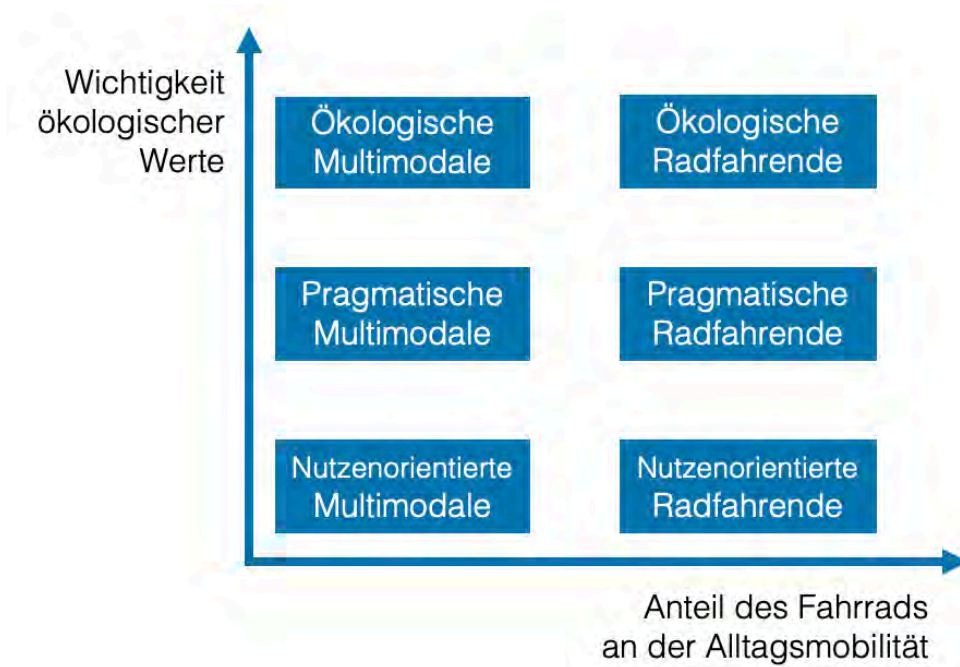 Wichtigkeit
ökologischer
Werte
Ökologische
Multimodale
Ökologische
Radfahrende
Pragmatische
Multimodale
Pragmatische
Radfahrende
Nutzenorientierte
Multimodale
Nutzenorientierte
Radfahrende
Anteil des Fahrrads
an der Alltagsmobilität